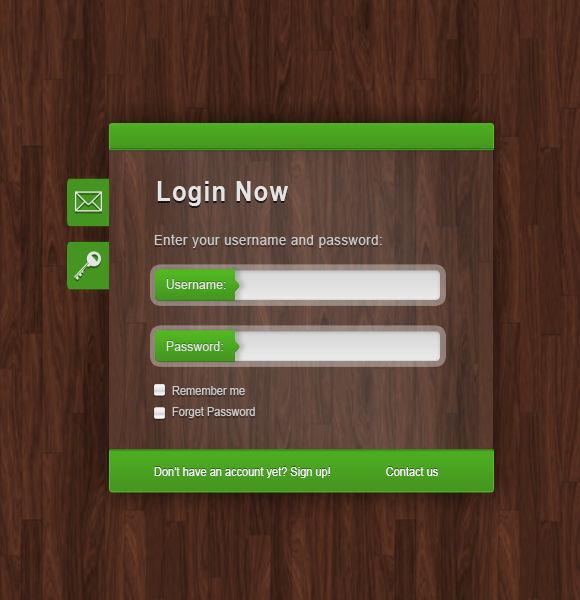 Login Now
Enter your username and password:
Username:
Password:
Remember me
Forget Password
Don't have an account yet? Sign up! Contact us